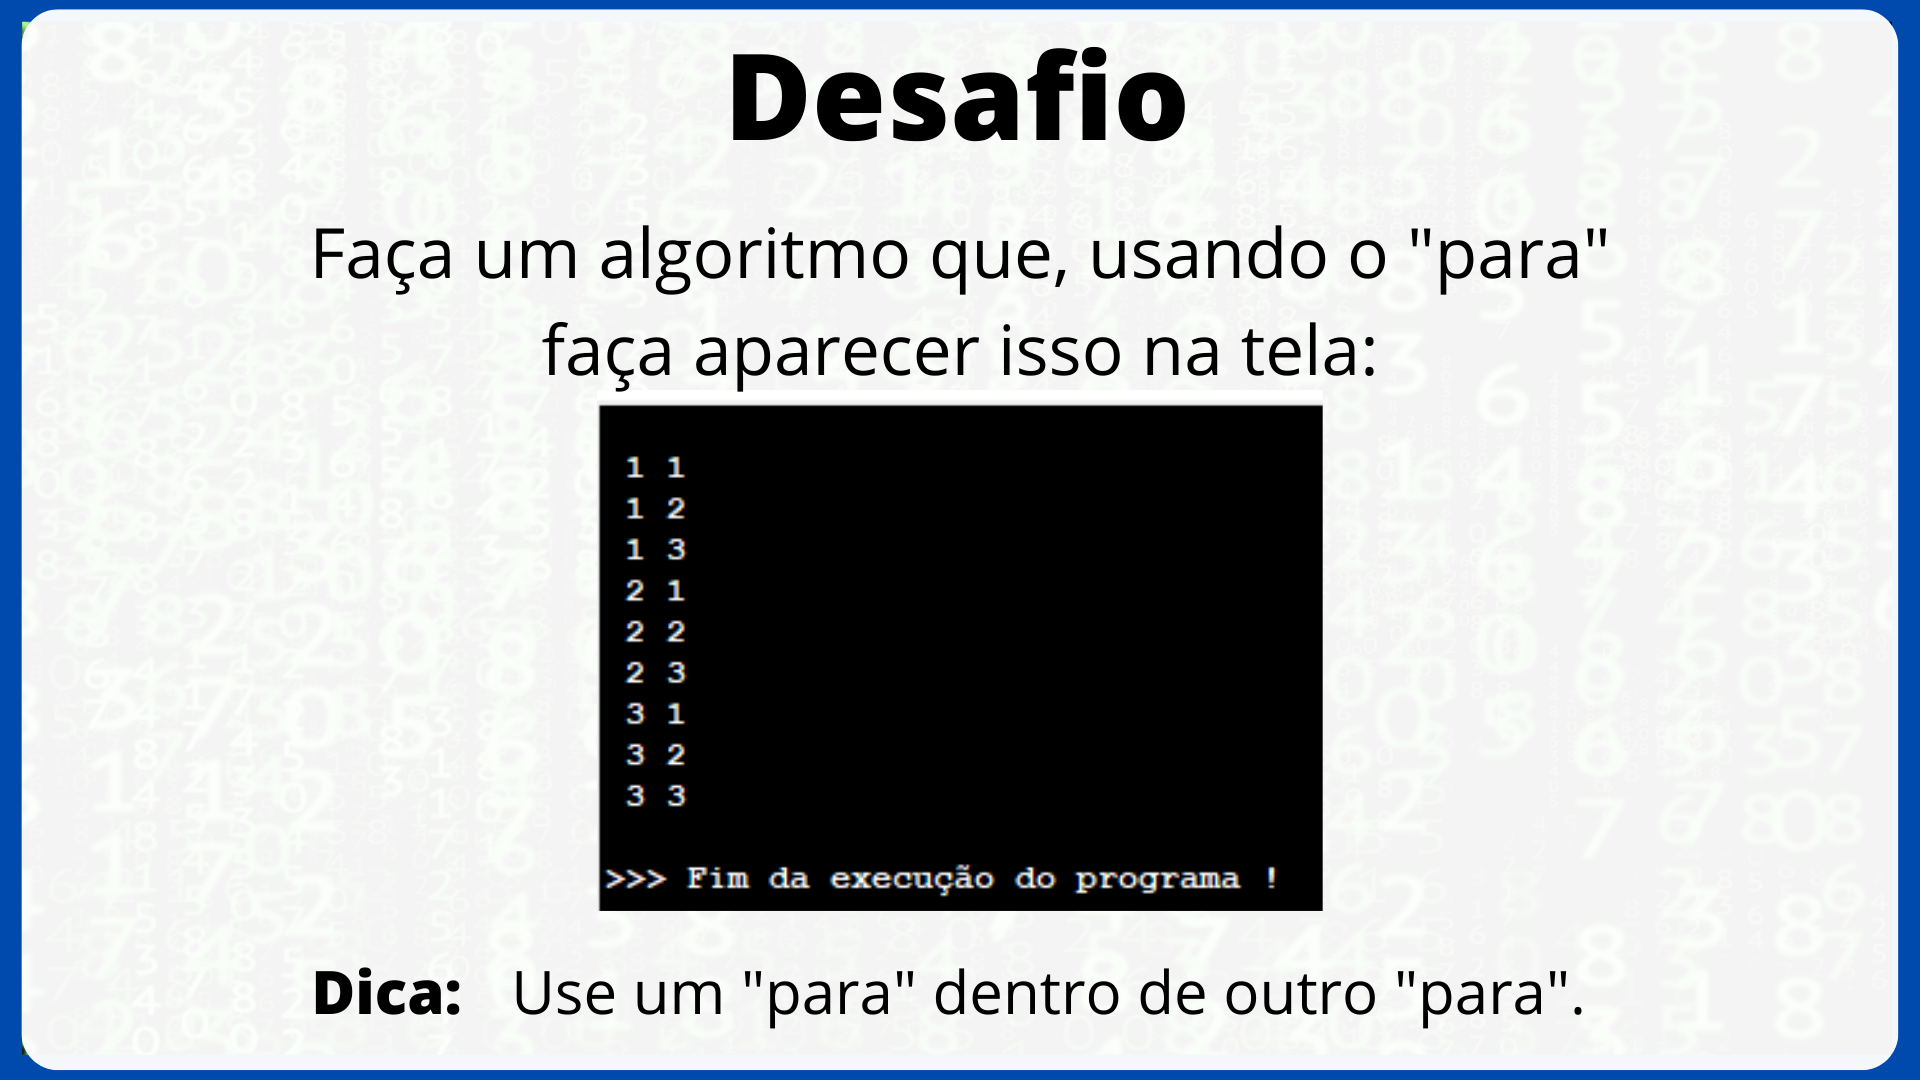 Desafio
Faça um algoritmo que, usando o "para"
faça aparecer isso na tela:
1 1
1 2
1 3
2 1
2 2
2 3
3 1
3 2
3 3
>>> Fim da execução do programa !
Dica: Use um "para" dentro de outro "para".